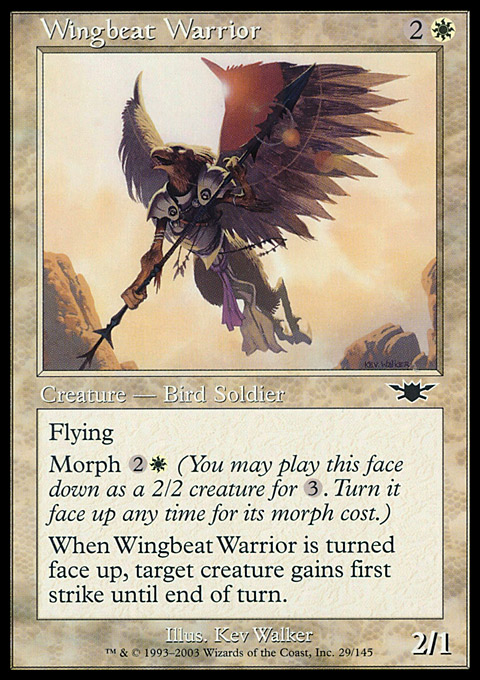 Wingbeat Warrior 2
KEV WALKER
Creature — Bird Soldier
Flying
Morph 2 (You may play this face
down as a 2/2 creature for 3. Turn it
face up any time for its morph cost.)
When Wingbeat Warrior is turned
face up, target creature gains first
strike until end of turn.
Illus. Kev Walker
™ & © 1993–2003 Wizards of the Coast, Inc. 29/145
2/1